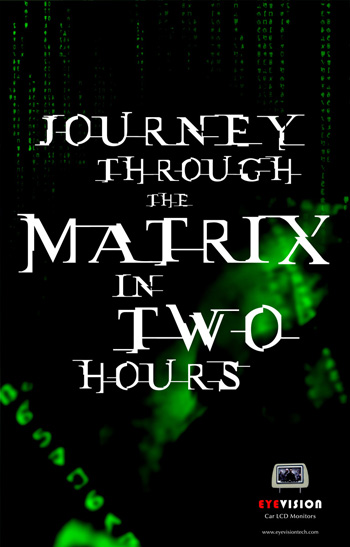 JOURNEY
THROUGH
THE
MATRIX
IN
TWO
HOURS
EYEVISION
Car LCD Monitors
www.eyevisiontech.com